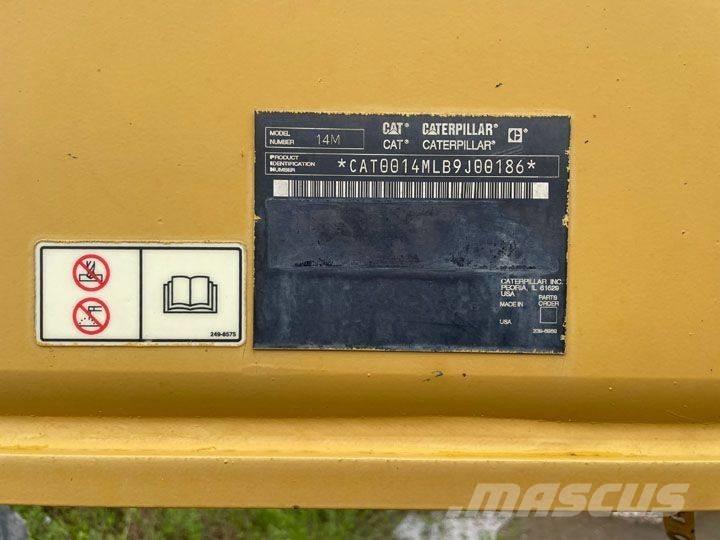 MODEL
NUMBER 14M CAT® CATERPILLAR®
CAT® CATERPILLAR®
PRODUCT
IDENTIFICATION
NUMBER
*CAT0014MLB9J00186*
CATERPILLAR INC.
PEORIA, IL 61629
USA
MADE IN
PARTS
ORDER
USA
249-8575
MASCUS